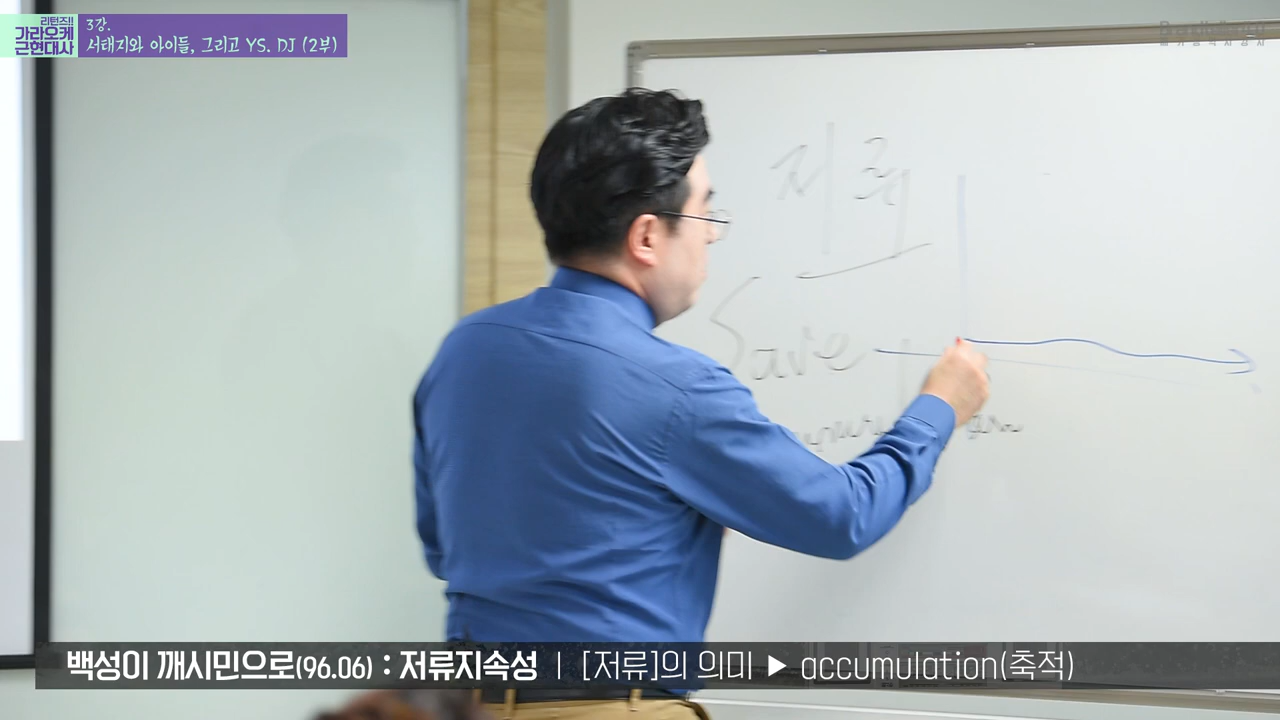 리턴즈!!
가라오케
근현대사
3강.
서태지와 아이들, 그리고 YS. DJ (2부)
저류
Save
백성이 깨시민으로(96.06) : 저류지속성 | [저류]의 의미 ▶ accumulation(축적)